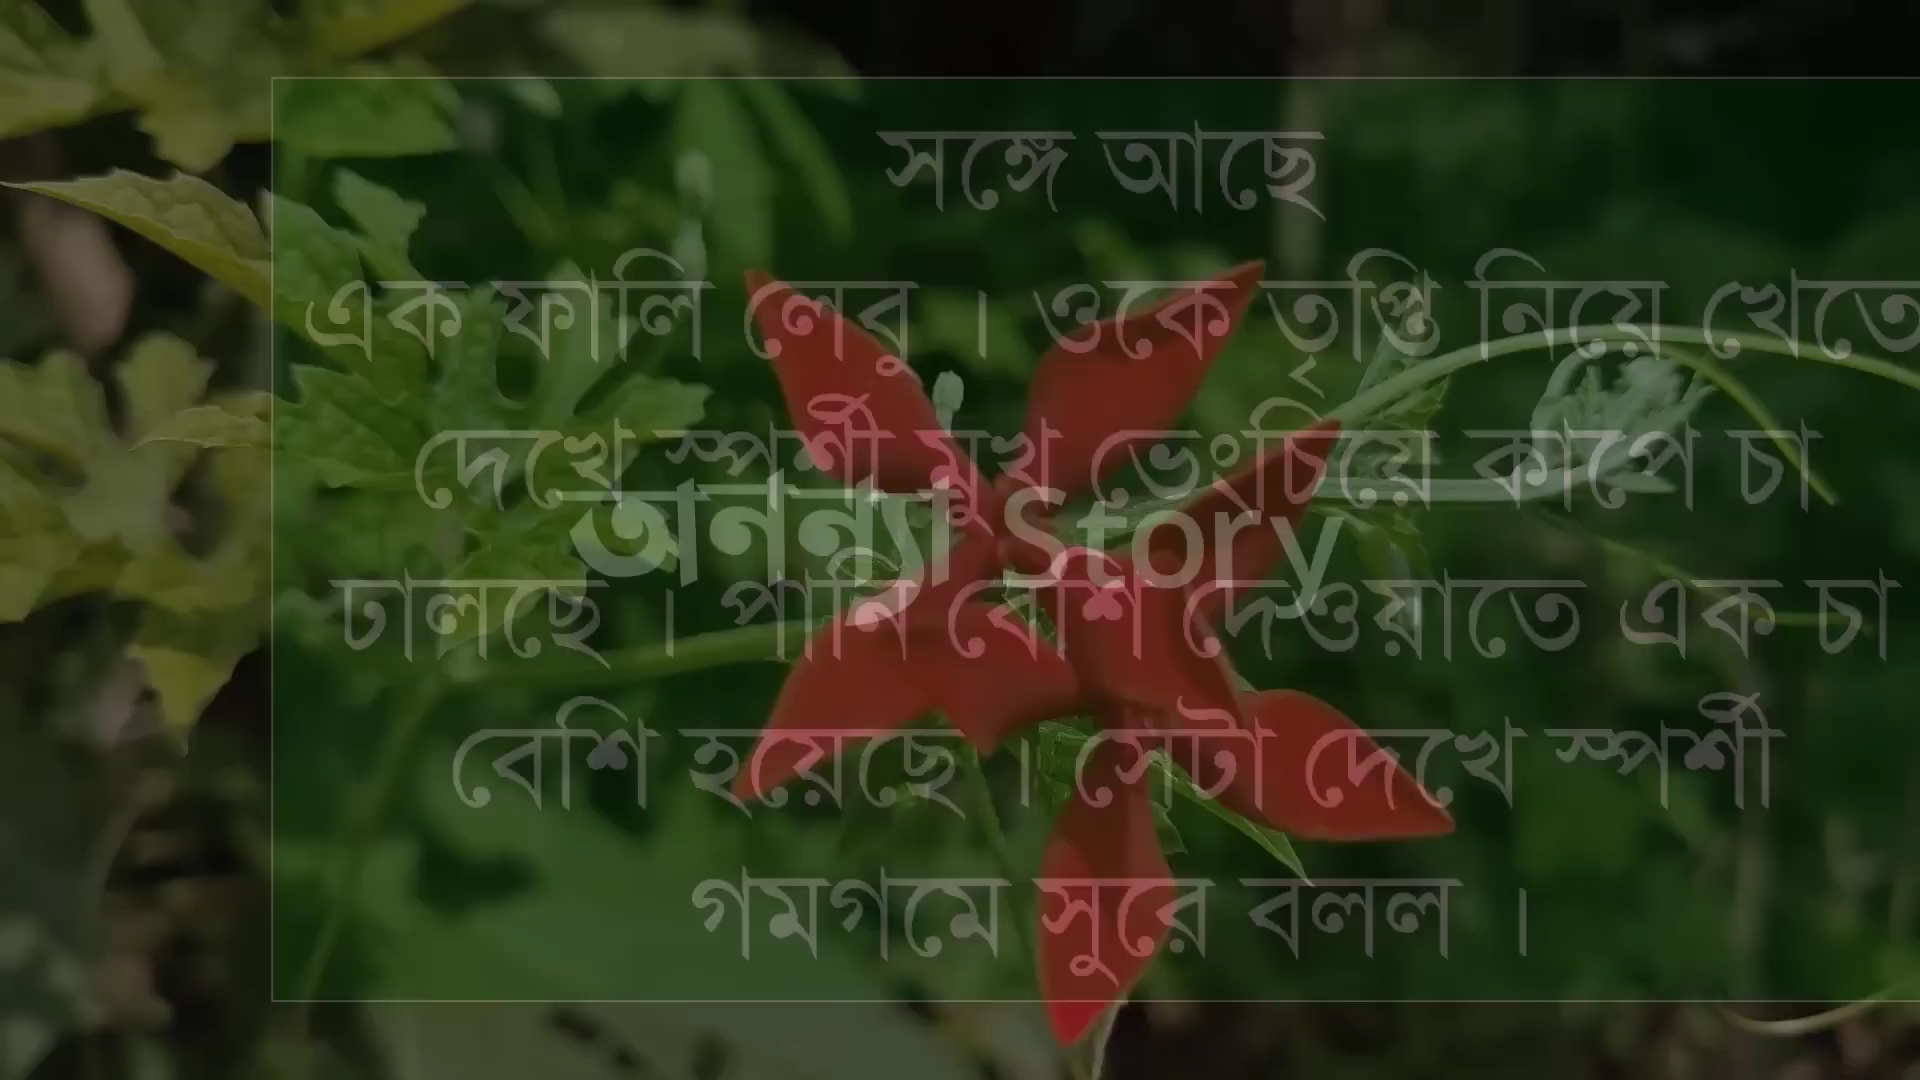 সঙ্গে আছে
এক ফালি লেবু । ওকে তৃপ্তি নিয়ে খেতে
দেখে স্পর্শী মুখ ভেংচিয়ে কাপে চা
অনন্যা Story
ঢালছে । পানি বেশি দেওয়াতে এক চা
বেশি হয়েছে । সেটা দেখে স্পর্শী
গমগমে সুরে বলল ।